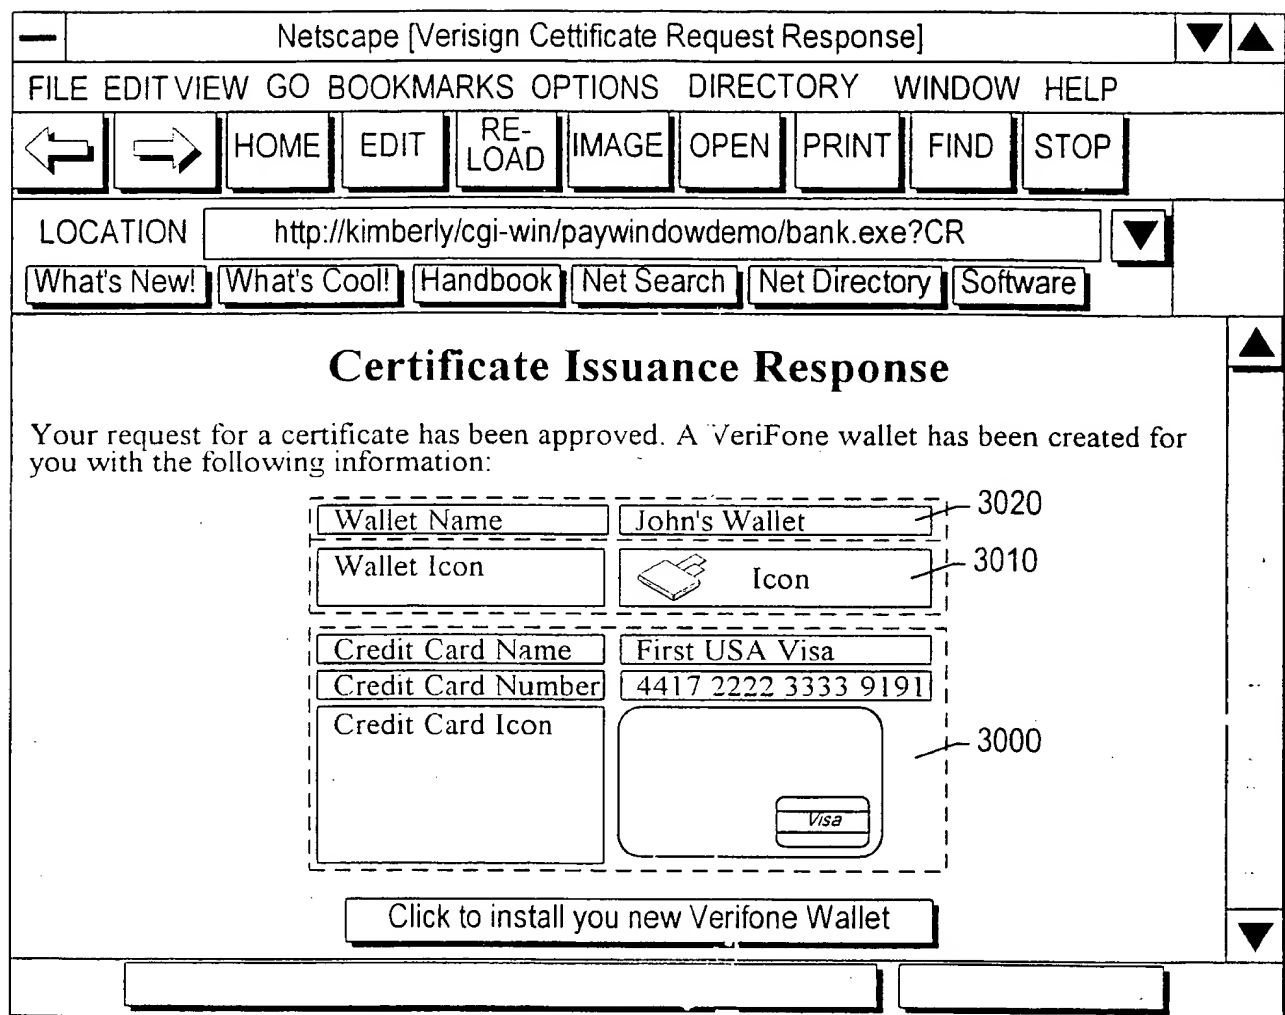 Netscape [Verisign Cettificate Request Response]
FILE EDIT VIEW GO BOOKMARKS OPTIONS DIRECTORY WINDOW HELP
HOME EDIT RE-LOAD IMAGE OPEN PRINT FIND STOP
LOCATION http://kimberly/cgi-win/paywindowdemo/bank.exe?CR
What's New! What's Cool! Handbook Net Search Net Directory Software
Certificate Issuance Response
Your request for a certificate has been approved. A VeriFone wallet has been created for
you with the following information:
Wallet Name John's Wallet 3020
Wallet Icon Icon 3010
Credit Card Name First USA Visa
Credit Card Number 4417 2222 3333 9191
Credit Card Icon 3000
Visa
Click to install you new Verifone Wallet